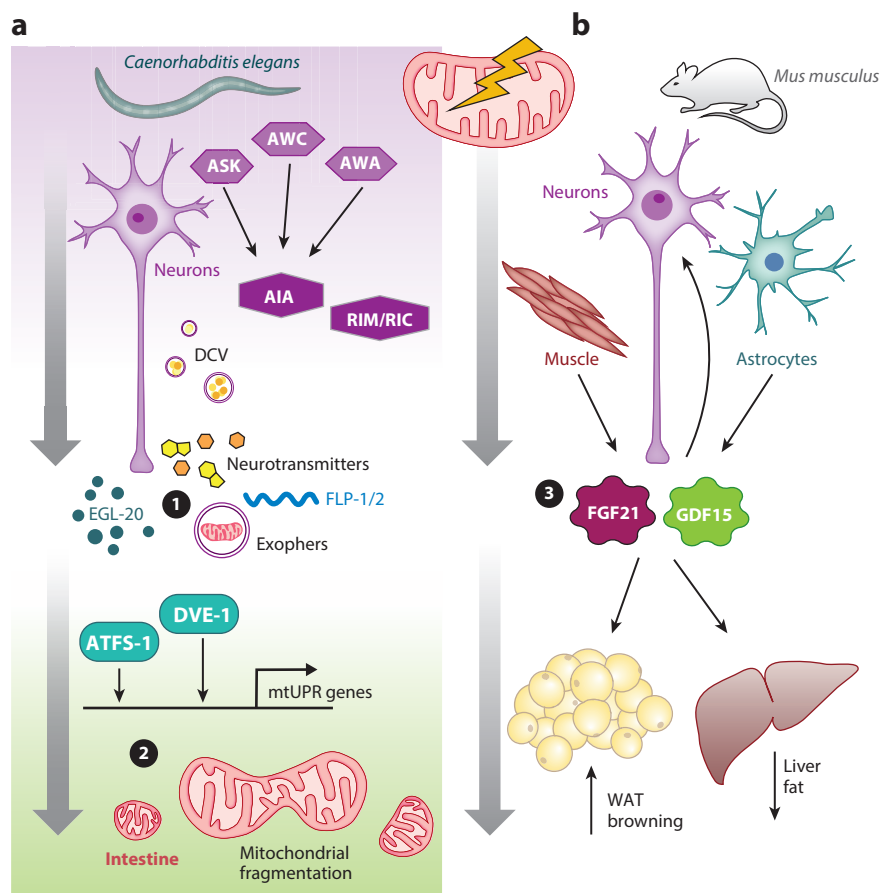 a
Caenorhabditis elegans
ASK
AWC
AWA
Neurons
AIA
RIM/RIC
DCV
Neurotransmitters
1
EGL-20
FLP-1/2
Exophers
DVE-1
ATFS-1
mtUPR genes
2
Intestine
Mitochondrial
fragmentation
b
Mus musculus
Neurons
Muscle
Astrocytes
3
FGF21
GDF15
WAT
browning
Liver
fat